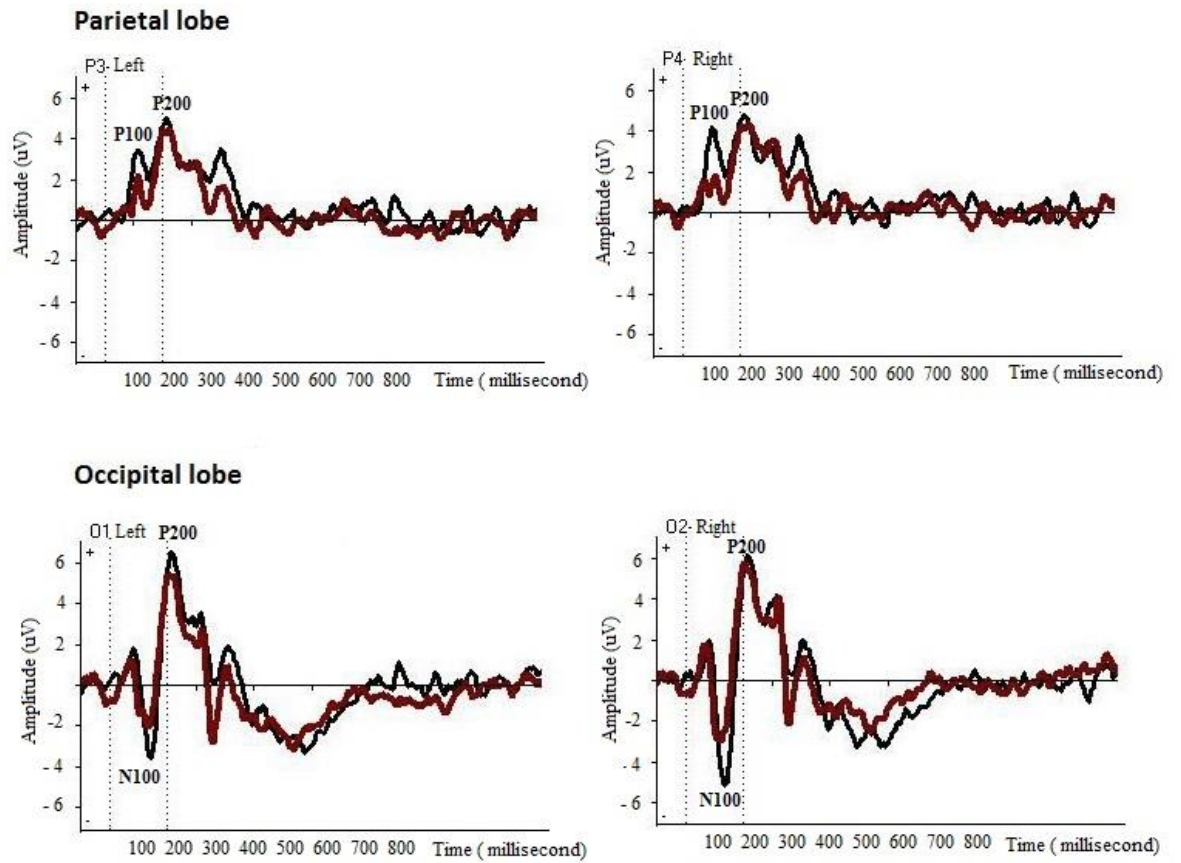 Parietal lobe
P3- Left
+
6
P200
P100
4
2
-2
- 4
- 6
-
Amplitude (uV)
100 200 300 400 500 600 700 800 Time ( millisecond)
P4- Right
+
6
P100
P200
4
2
-2
- 4
- 6
-
Amplitude (uV)
100 200 300 400 500 600 700 800 Time ( millisecond)
Occipital lobe
O1 Left
P200
+
6
4
2
-2
-4
-6
-
N100
Amplitude (uV)
100 200 300 400 500 600 700 800 Time ( millisecond)
O2- Right
P200
+
6
4
2
-2
- 4
- 6
-
N100
Amplitude (uV)
100 200 300 400 500 600 700 800 Time ( millisecond)